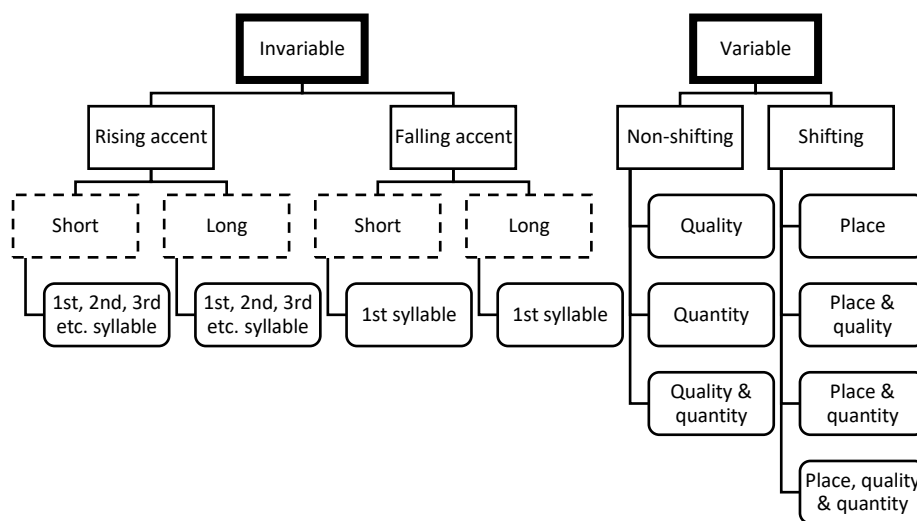 Invariable
Variable
Rising accent
Falling accent
Non-shifting
Shifting
Short
Long
Short
Long
Quality
Place
1st, 2nd, 3rd
etc. syllable
1st, 2nd, 3rd
etc. syllable
1st syllable
1st syllable
Quantity
Place &
quality
Quality &
quantity
Place &
quantity
Place, quality
& quantity